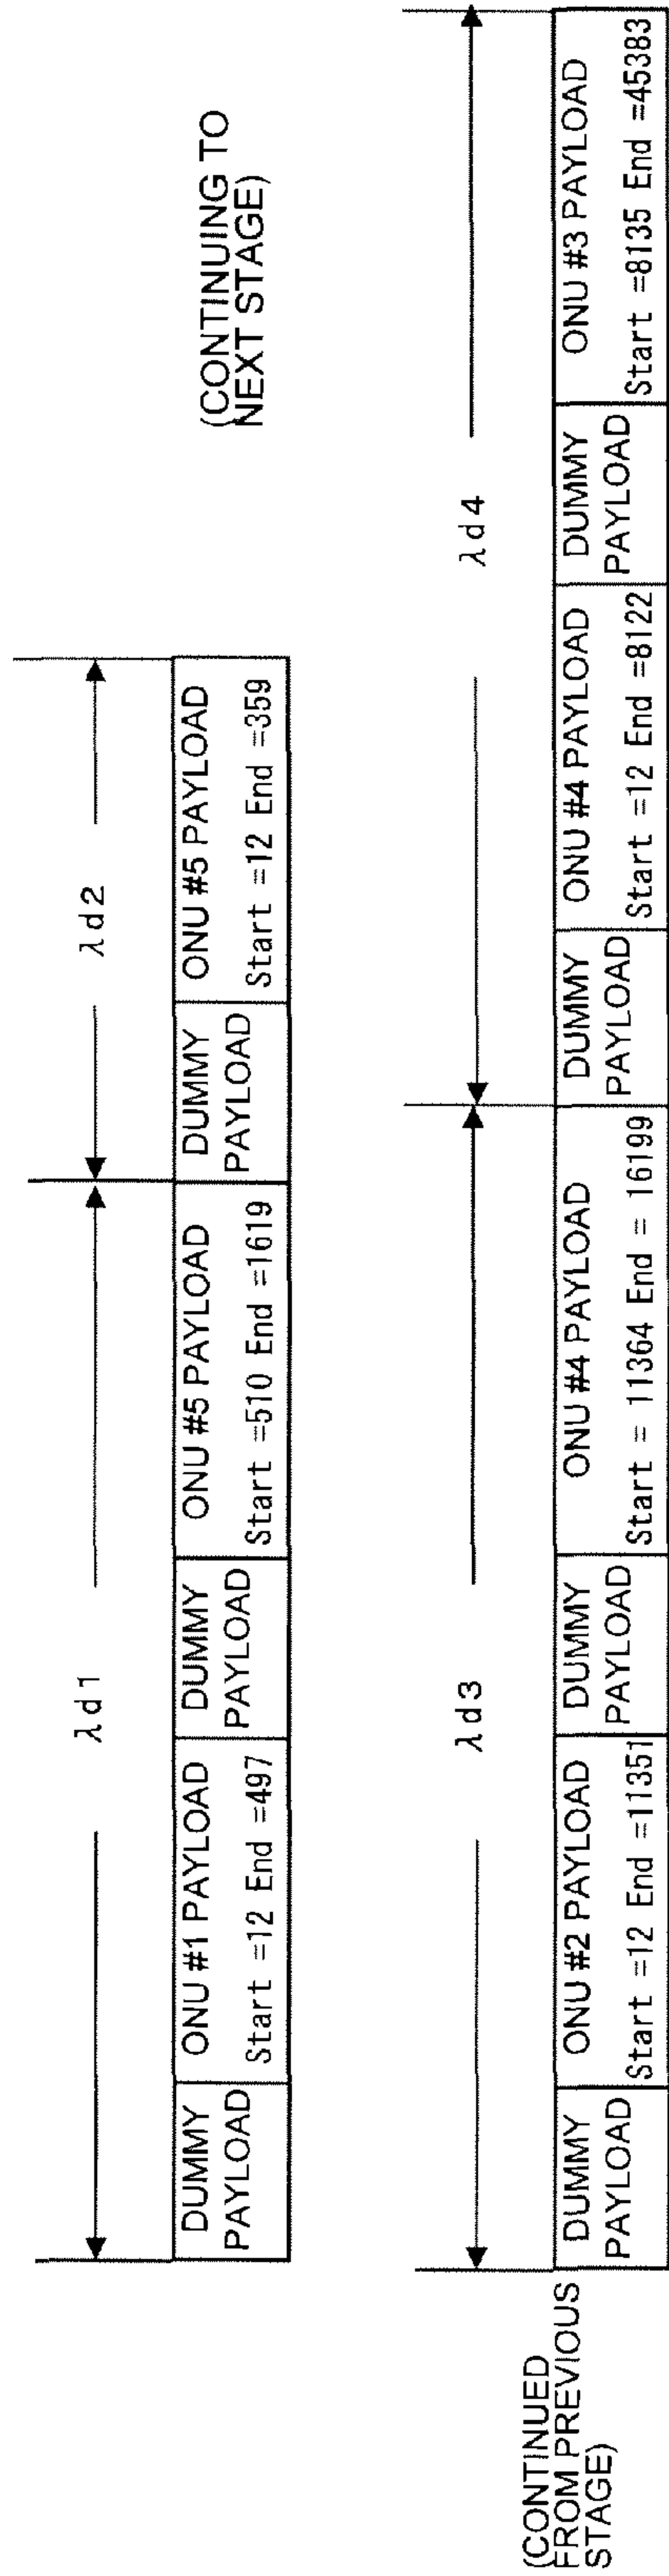 λd1
λd2
DUMMY
PAYLOAD
ONU #1 PAYLOAD
Start =12 End =497
DUMMY
PAYLOAD
ONU #5 PAYLOAD
Start =510 End =1619
DUMMY
PAYLOAD
ONU #5 PAYLOAD
Start =12 End =359
(CONTINUING TO
NEXT STAGE)
(CONTINUED
FROM PREVIOUS
STAGE)
λd3
λd4
DUMMY
PAYLOAD
ONU #2 PAYLOAD
Start =12 End =11351
DUMMY
PAYLOAD
ONU #4 PAYLOAD
Start = 11364 End = 16199
DUMMY
PAYLOAD
ONU #4 PAYLOAD
Start =12 End =8122
DUMMY
PAYLOAD
ONU #3 PAYLOAD
Start =8135 End =45383